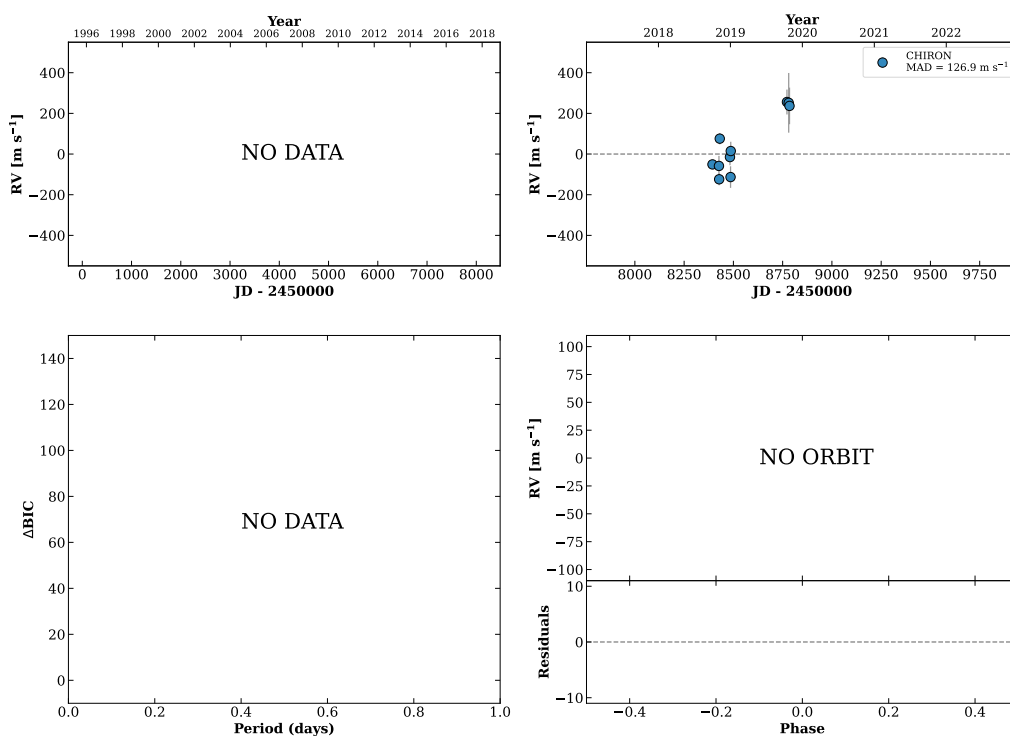 Year
1996 1998 2000 2002 2004 2006 2008 2010 2012 2014 2016 2018
400
200
0
−200
−400
RV [m s⁻¹]
NO DATA
0 1000 2000 3000 4000 5000 6000 7000 8000
JD - 2450000
Year
2018 2019 2020 2021 2022
400
200
0
−200
−400
RV [m s⁻¹]
CHIRON
MAD = 126.9 m s⁻¹
8000 8250 8500 8750 9000 9250 9500 9750
JD - 2450000
140
120
100
80
60
40
20
0
ΔBIC
NO DATA
0.0 0.2 0.4 0.6 0.8 1.0
Period (days)
100
75
50
25
0
−25
−50
−75
−100
RV [m s⁻¹]
NO ORBIT
10
0
−10
Residuals
−0.4 −0.2 0.0 0.2 0.4
Phase